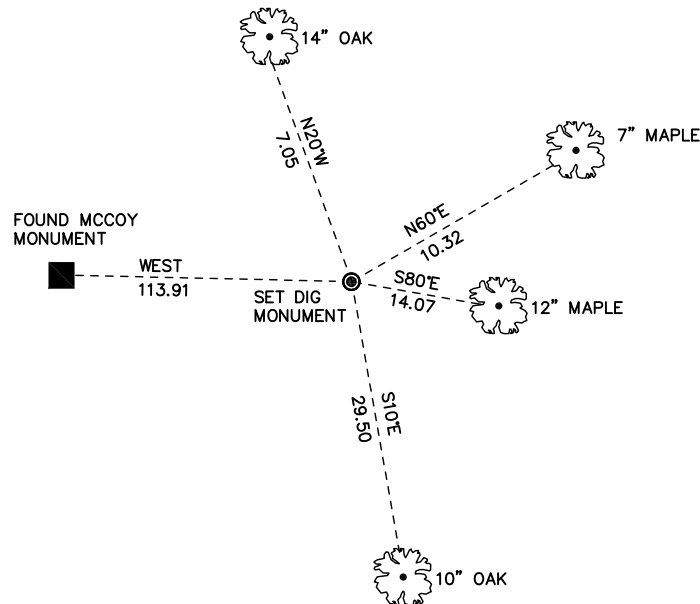 14” OAK
N20°W
7.05
7” MAPLE
N60°E
10.32
FOUND MCCOY
MONUMENT
WEST
113.91
SET DIG
MONUMENT
S80°E
14.07
12” MAPLE
S10°E
29.50
10” OAK